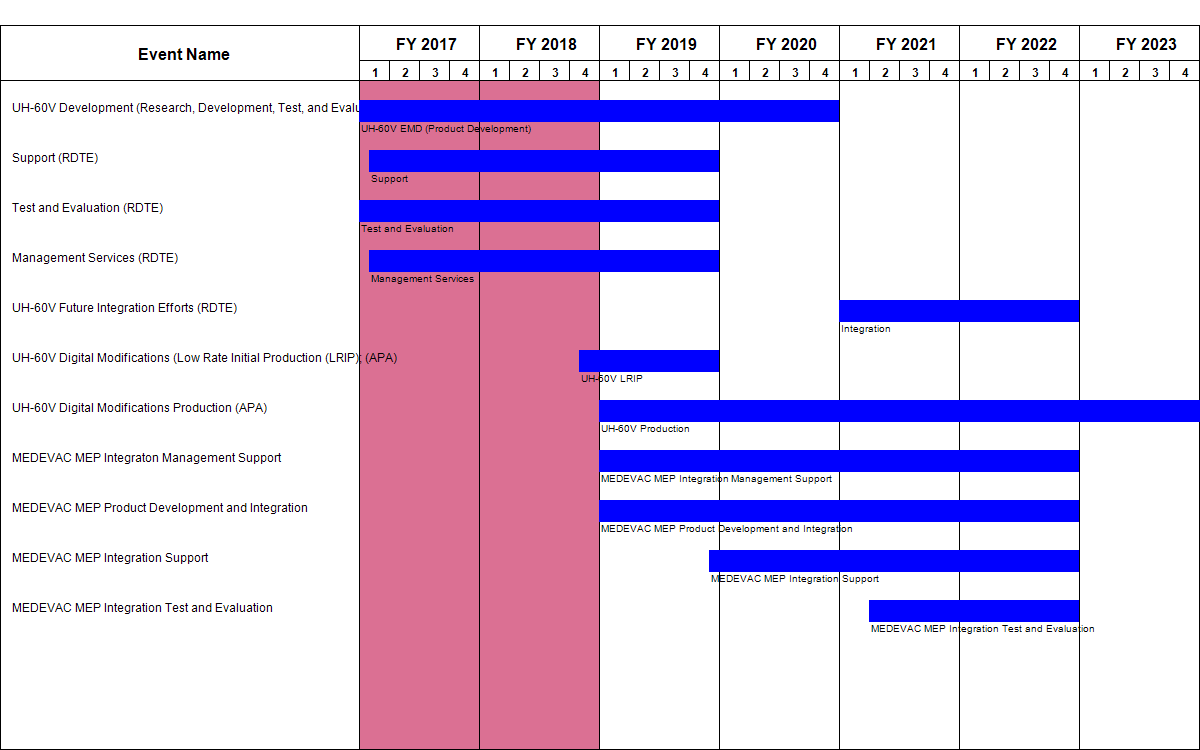 Event Name
FY 2017 FY 2018 FY 2019 FY 2020 FY 2021 FY 2022 FY 2023
1 2 3 4 1 2 3 4 1 2 3 4 1 2 3 4 1 2 3 4 1 2 3 4 1 2 3 4
UH-60V Development (Research, Development, Test, and Evalu
UH-60V EMD (Product Development)
Support (RDTE)
Support
Test and Evaluation (RDTE)
Test and Evaluation
Management Services (RDTE)
Management Services
UH-60V Future Integration Efforts (RDTE)
Integration
UH-60V Digital Modifications (Low Rate Initial Production (LRIP); (APA)
UH-60V LRIP
UH-60V Digital Modifications Production (APA)
UH-60V Production
MEDEVAC MEP Integraton Management Support
MEDEVAC MEP Integration Management Support
MEDEVAC MEP Product Development and Integration
MEDEVAC MEP Product Development and Integration
MEDEVAC MEP Integration Support
MEDEVAC MEP Integration Support
MEDEVAC MEP Integration Test and Evaluation
MEDEVAC MEP Integration Test and Evaluation